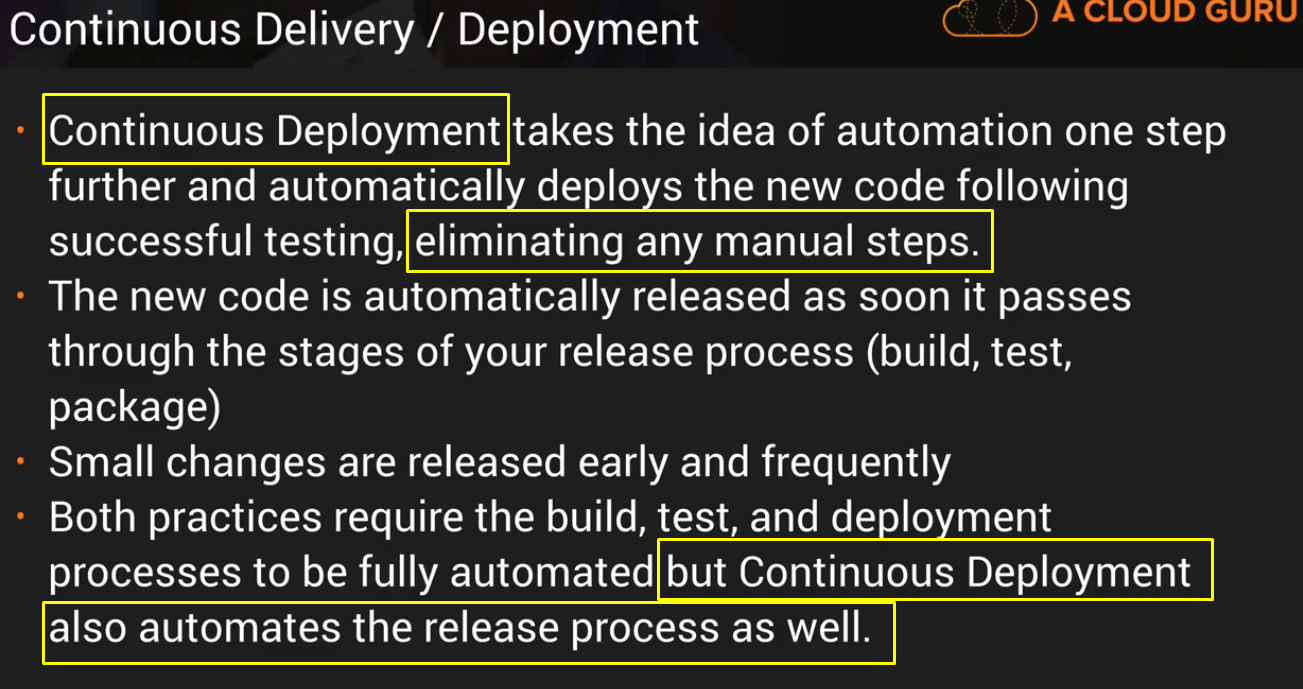 Continuous Delivery / Deployment
A CLOUD GURU
• Continuous Deployment takes the idea of automation one step
further and automatically deploys the new code following
successful testing, eliminating any manual steps.
• The new code is automatically released as soon it passes
through the stages of your release process (build, test,
package)
• Small changes are released early and frequently
• Both practices require the build, test, and deployment
processes to be fully automated but Continuous Deployment
also automates the release process as well.